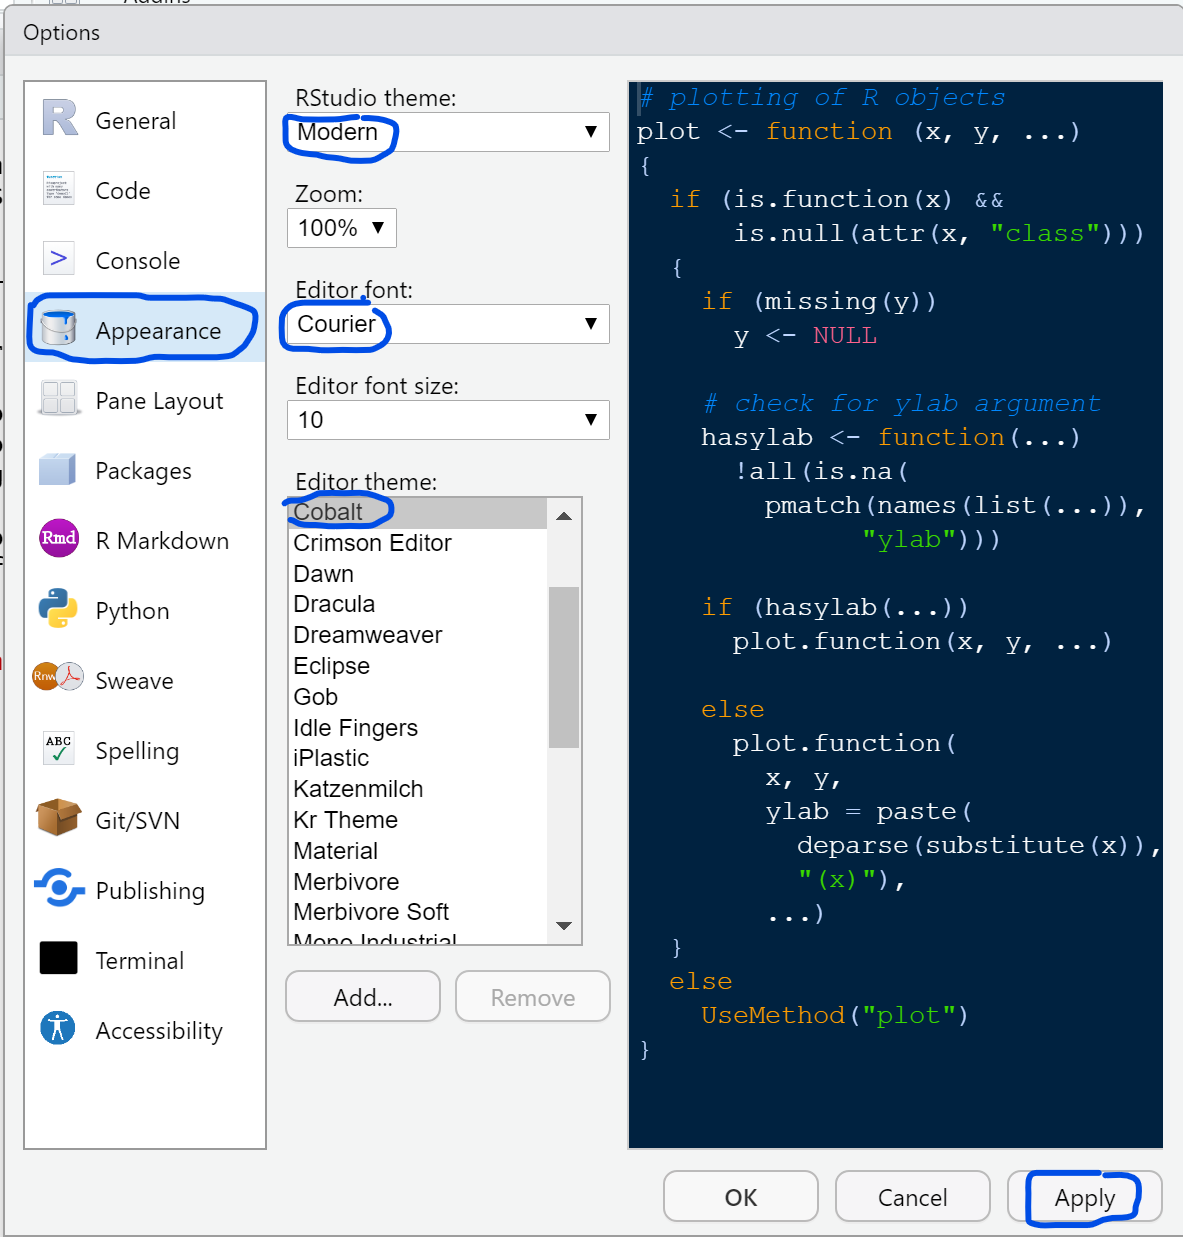 Options
General
Code
Console
Appearance
Pane Layout
Packages
Rmd R Markdown
Python
Rnw Sweave
ABC Spelling
Git/SVN
Publishing
Terminal
Accessibility
RStudio theme:
Modern
Zoom:
100%
Editor font:
Courier
Editor font size:
10
Editor theme:
Cobalt
Crimson Editor
Dawn
Dracula
Dreamweaver
Eclipse
Gob
Idle Fingers
iPlastic
Katzenmilch
Kr Theme
Material
Merbivore
Merbivore Soft
Mono Industrial
Add...
Remove
# plotting of R objects
plot <- function (x, y, ...)
{
  if (is.function(x) &&
      is.null(attr(x, "class")))
  {
    if (missing(y))
      y <- NULL
    # check for ylab argument
    hasylab <- function(...)
      !all(is.na(
        pmatch(names(list(...)),
              "ylab")))
    if (hasylab(...))
      plot.function(x, y, ...)
    else
      plot.function(
        x, y,
        ylab = paste(
          deparse(substitute(x)),
          "(x)"),
        ...)
  }
  else
    UseMethod("plot")
}
OK
Cancel
Apply